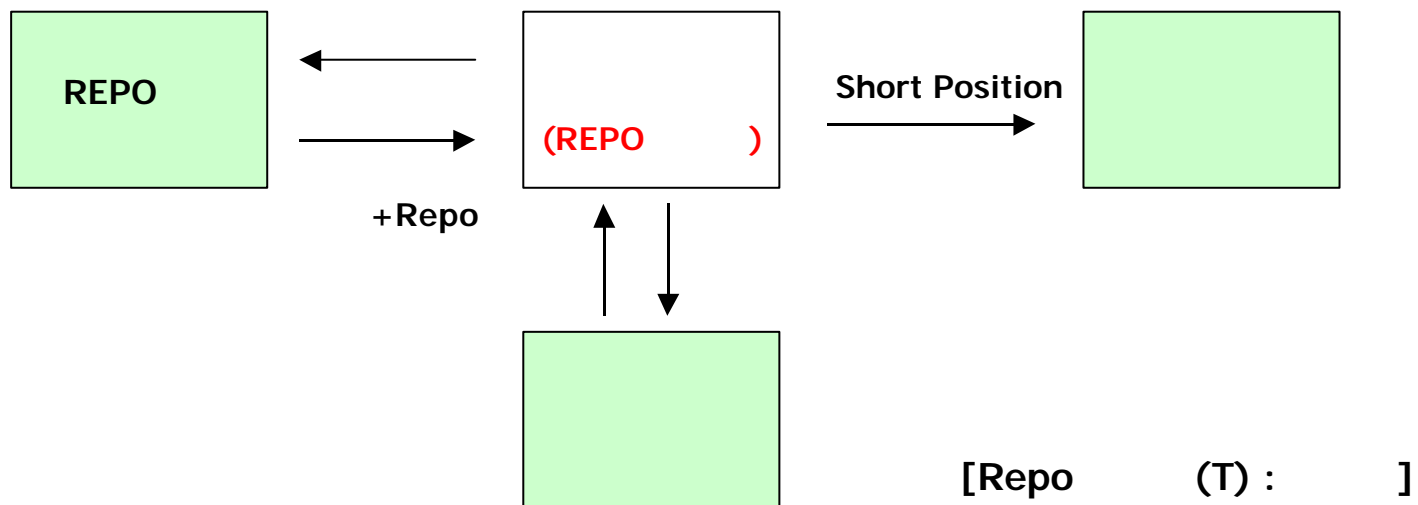 REPO
(REPO )
Short Position
+Repo
[Repo (T) : ]